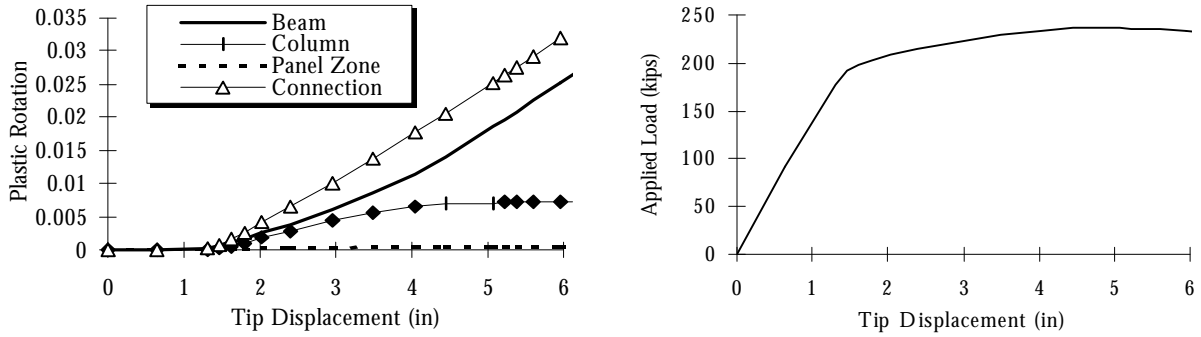 0.035
0.03
0.025
0.02
0.015
0.01
0.005
0
Plastic Rotation
Beam
Column
Panel Zone
Connection
0 1 2 3 4 5 6
Tip Displacement (in)
250
200
150
100
50
0
Applied Load (kips)
0 1 2 3 4 5 6
Tip Displacement (in)